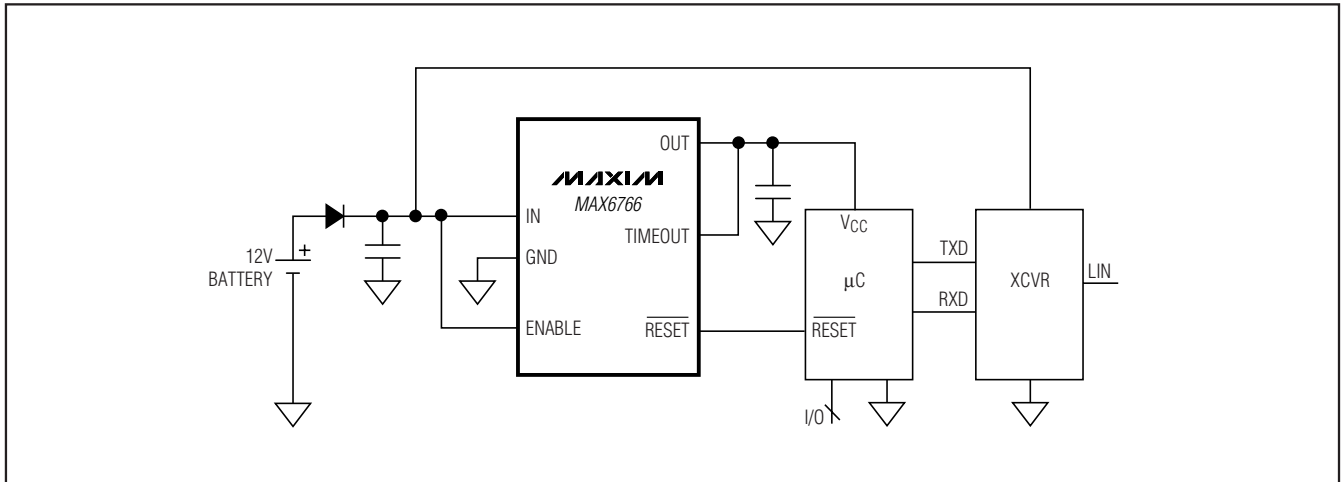 OUT
MAXIM
MAX6766
IN
TIMEOUT
GND
ENABLE
RESET
12V
BATTERY
+
VCC
μC
RESET
I/O
TXD
RXD
XCVR
LIN